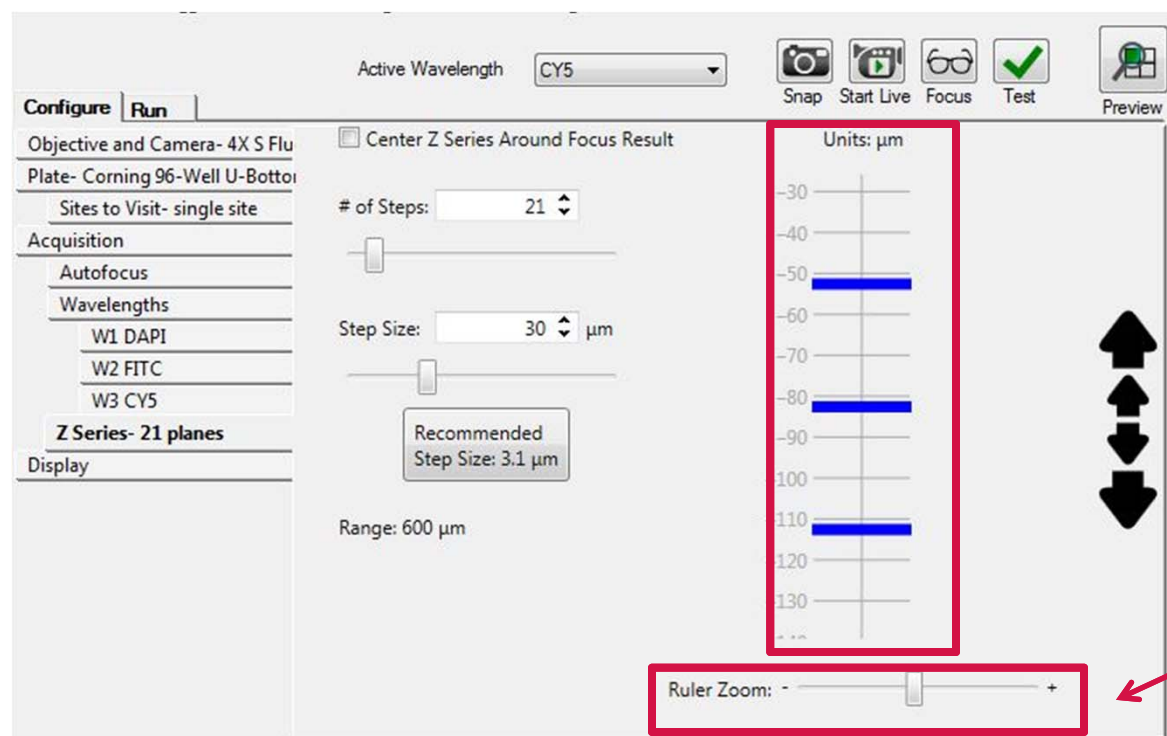 Active Wavelength CY5
Snap Start Live Focus Test Preview
Configure Run
Objective and Camera- 4X S Flu
Plate- Corning 96-Well U-Botto
Sites to Visit- single site
Acquisition
Autofocus
Wavelengths
W1 DAPI
W2 FITC
W3 CY5
Z Series- 21 planes
Display
Center Z Series Around Focus Result
# of Steps: 21
Step Size: 30 µm
Recommended
Step Size: 3.1 µm
Range: 600 µm
Units: µm
-30
-40
-50
-60
-70
-80
-90
-100
-110
-120
-130
Ruler Zoom: - +